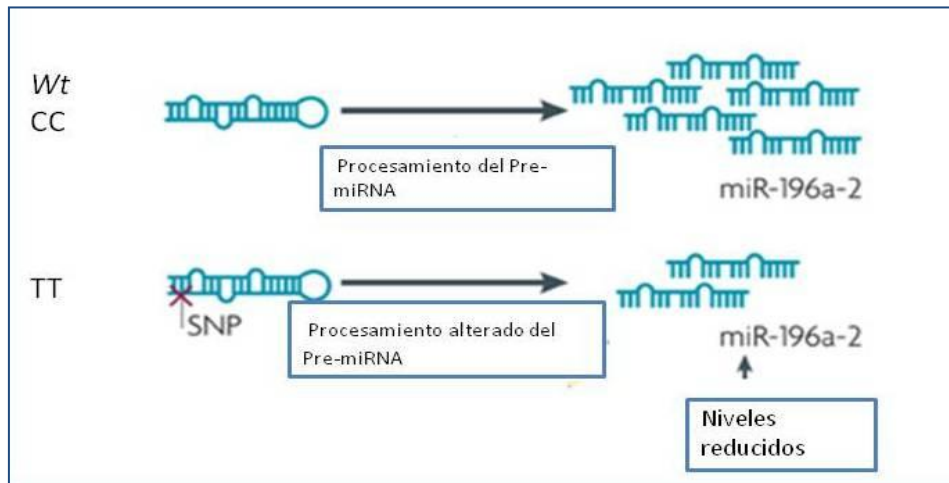 Wt
CC
Procesamiento del Pre-
miRNA
miR-196a-2
TT
SNP
Procesamiento alterado del
Pre-miRNA
miR-196a-2
Niveles
reducidos